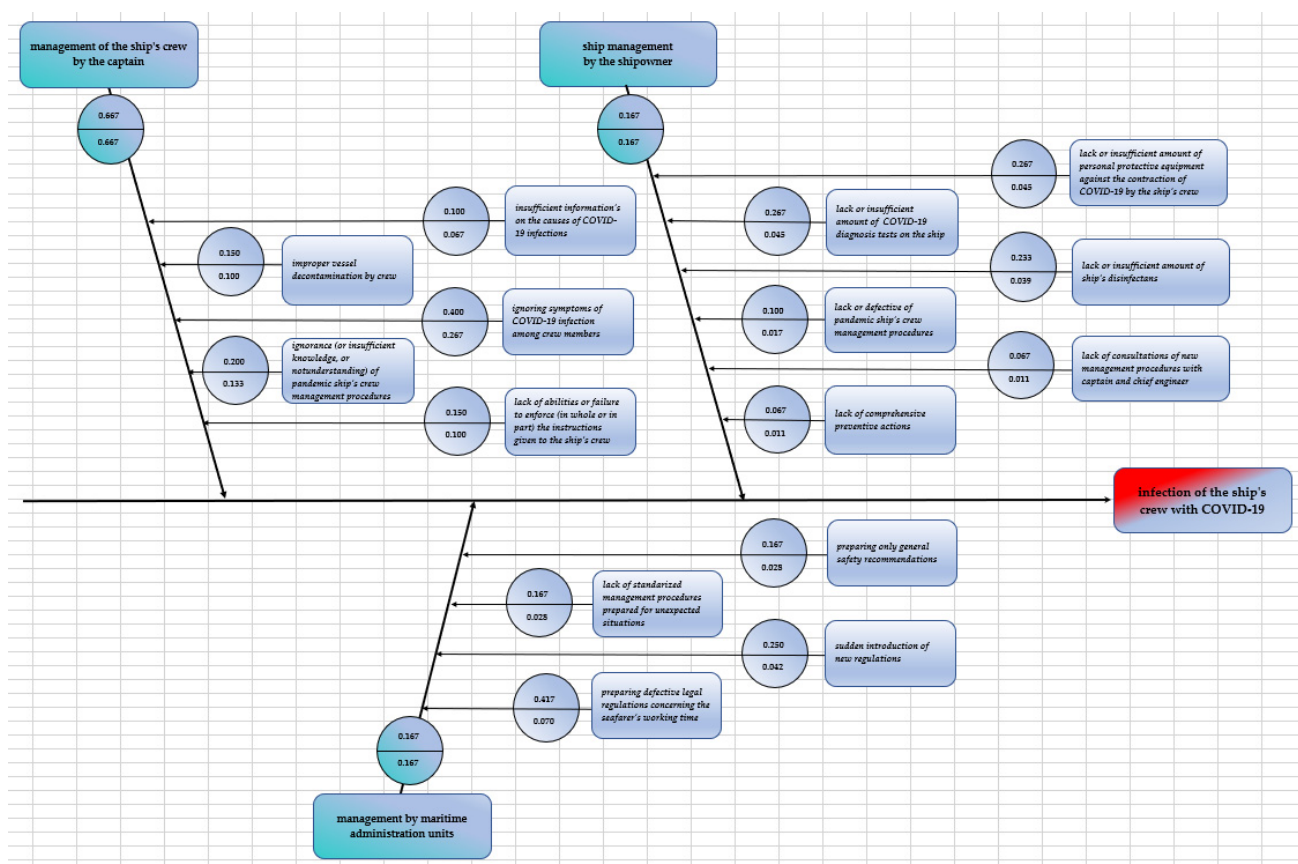 management of the ship's crew
by the captain
0.667
0.667
ship management
by the shipowner
0.167
0.167
0.267
0.045
lack or insufficient amount of
personal protective equipment
against the contraction of
COVID-19 by the ship's crew
0.100
0.067
insufficient information's
on the causes of COVID-
19 infections
0.267
0.045
lack or insufficient
amount of COVID-19
diagnosis tests on the ship
0.150
0.100
improper vessel
decontamination by crew
0.233
0.039
lack or insufficient amount of
ship's disinfectans
0.400
0.267
ignoring symptoms of
COVID-19 infection
among crew members
0.100
0.017
lack or defective of
pandemic ship's crew
management procedures
0.200
0.133
ignorance (or insufficient
knowledge, or
notunderstanding) of
pandemic ship's crew
management procedures
0.067
0.011
lack of consultations of new
management procedures with
captain and chief engineer
0.150
0.100
lack of abilities or failure
to enforce (in whole or in
part) the instructions
given to the ship's crew
0.067
0.011
lack of comprehensive
preventive actions
infection of the ship's
crew with COVID-19
0.167
0.028
preparing only general
safety recommendations
0.167
0.028
lack of standarized
management procedures
prepared for unexpected
situations
0.250
0.042
sudden introduction of
new regulations
0.417
0.070
preparing defective legal
regulations concerning the
seafarer's working time
0.167
0.167
management by maritime
administration units